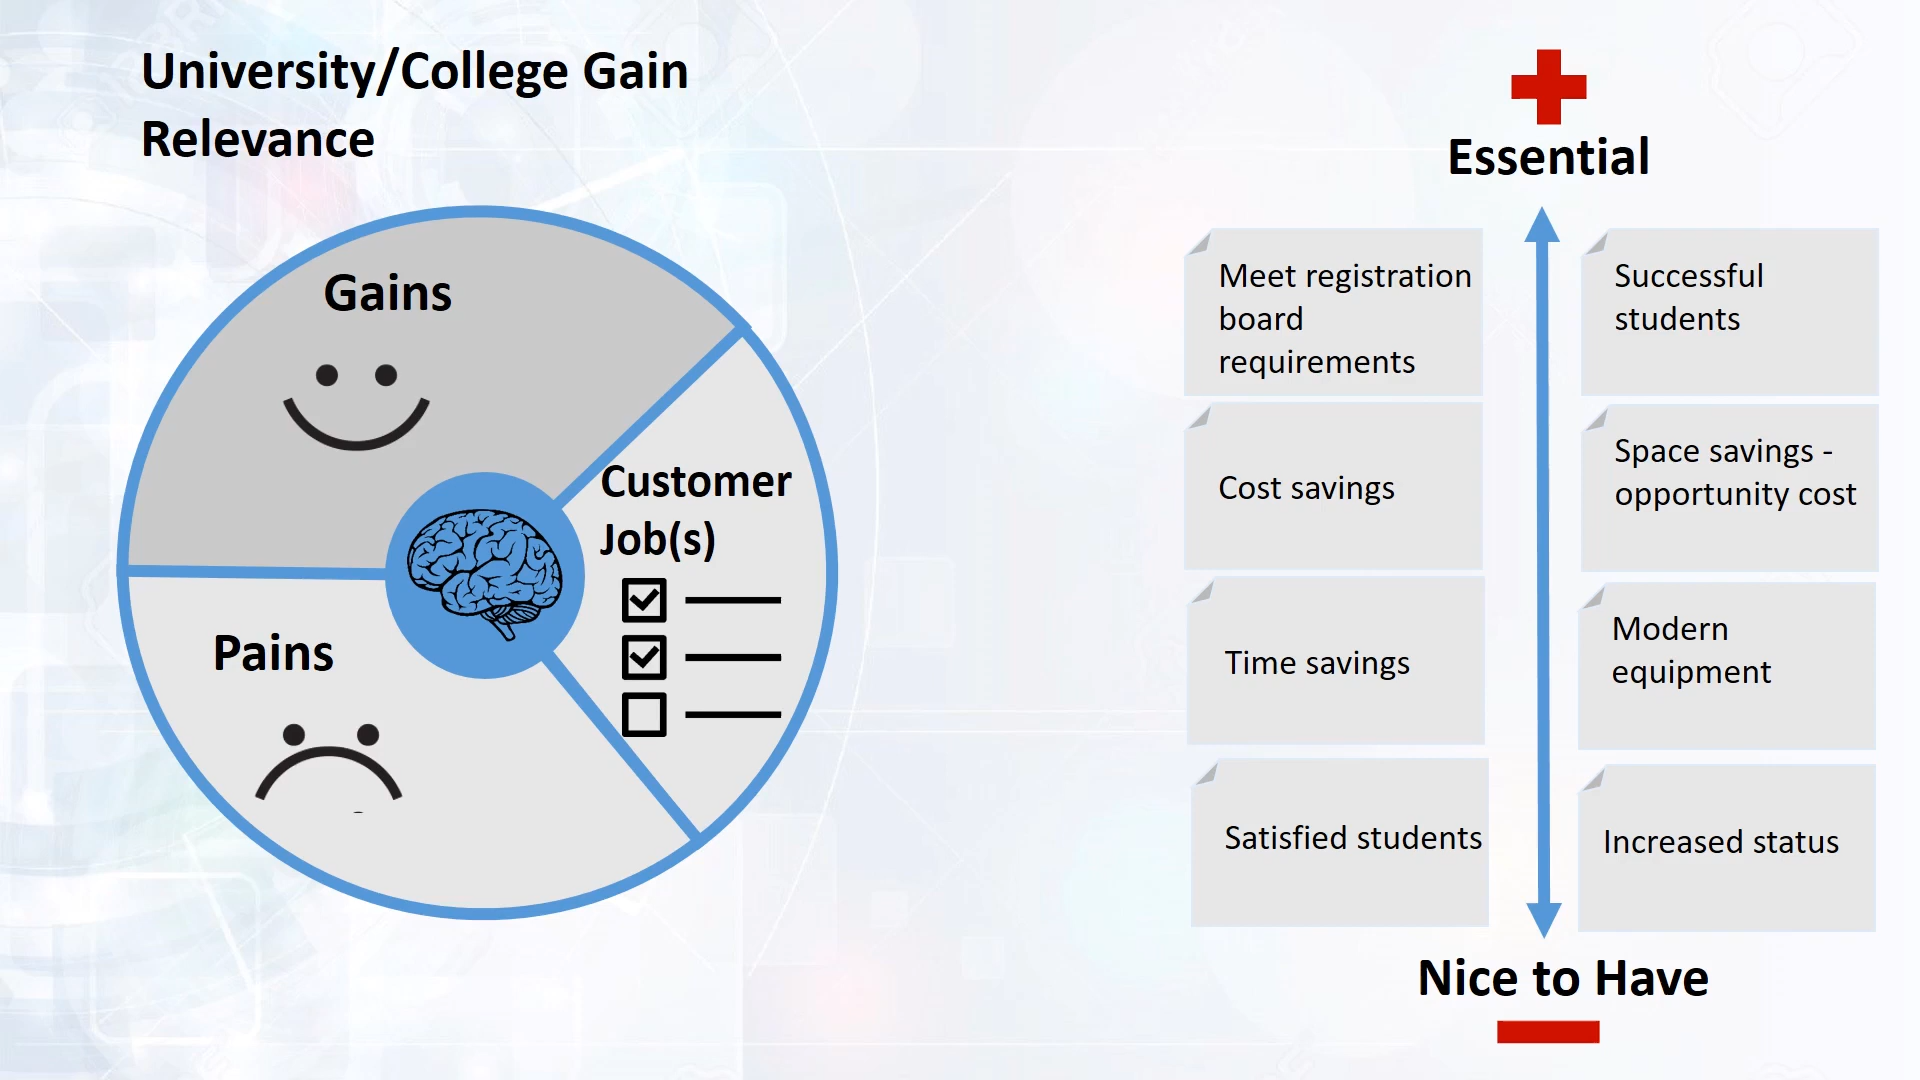 University/College Gain
Relevance
Gains
Customer
Job(s)
Pains
Essential
Meet registration
board
requirements
Successful
students
Cost savings
Space savings -
opportunity cost
Time savings
Modern
equipment
Satisfied students
Increased status
Nice to Have